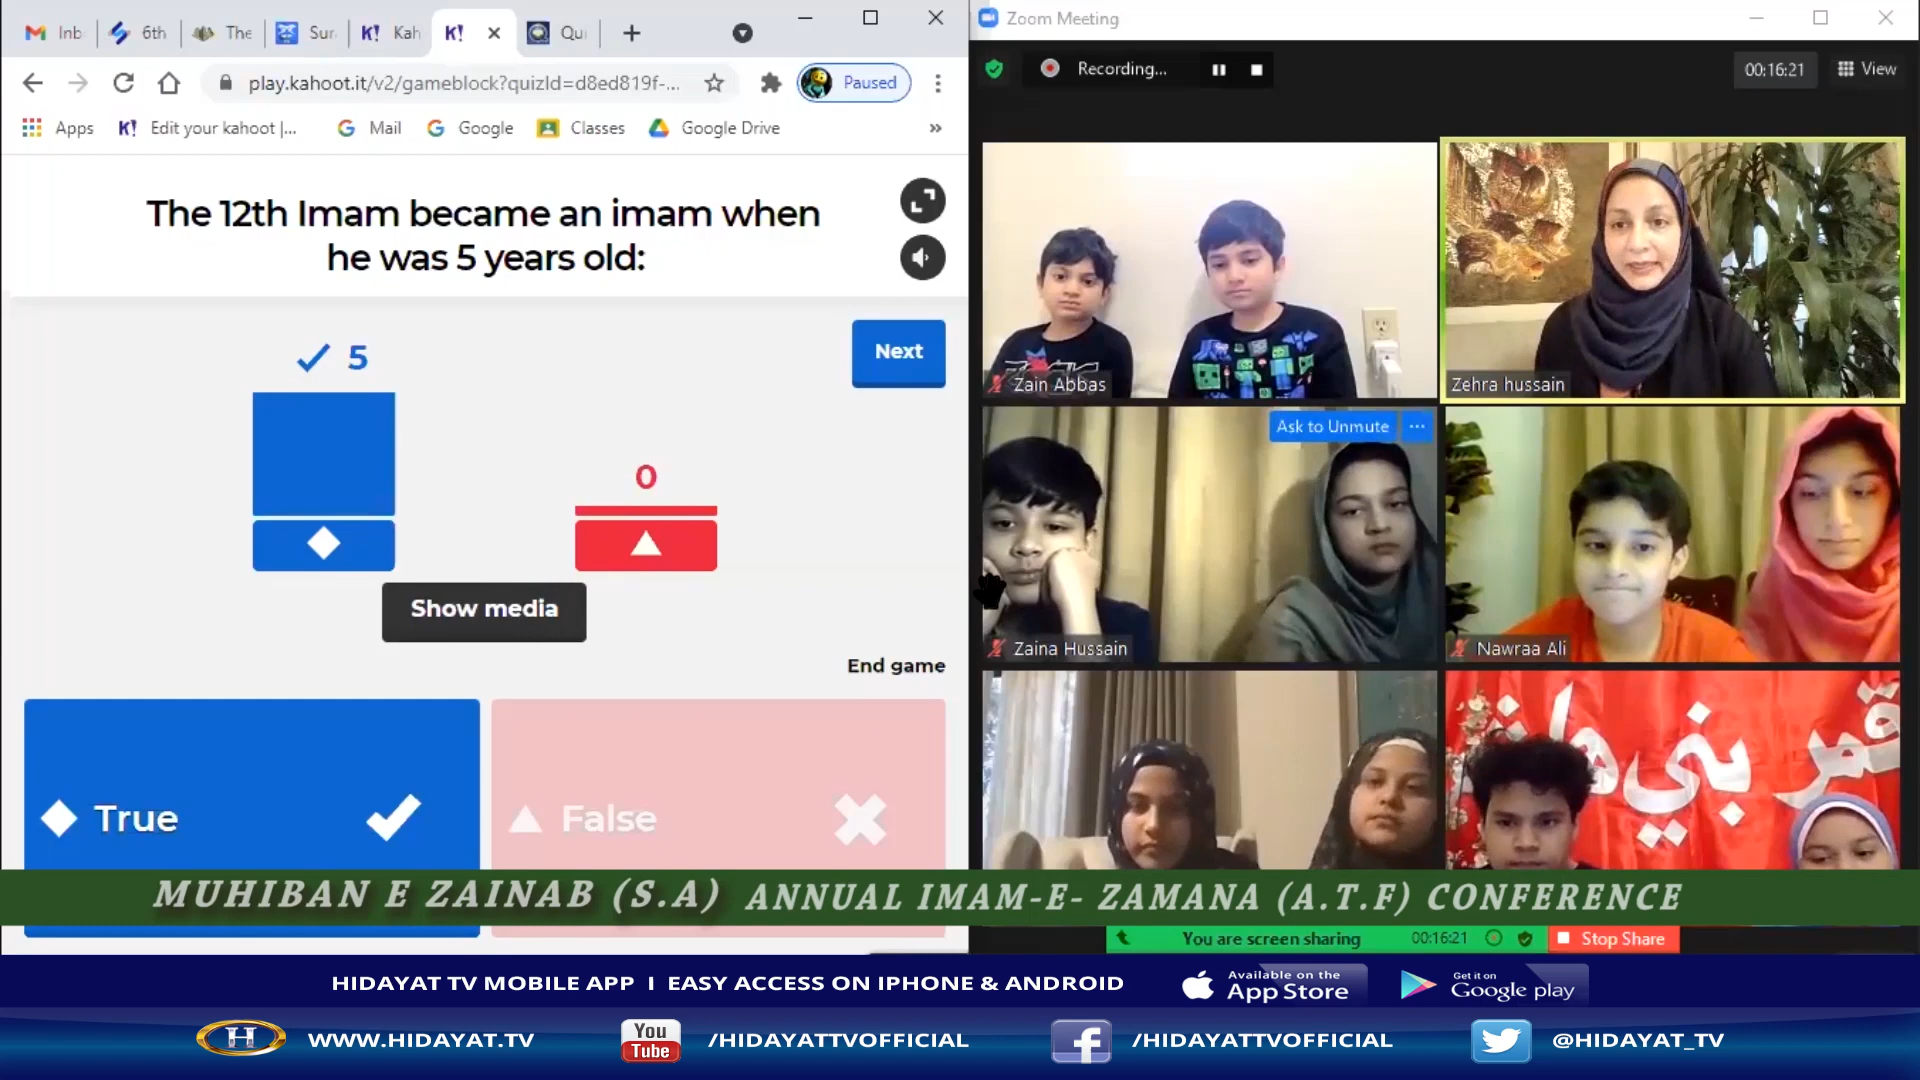 Inb
6th
The
Sur
Kah
Qui
play.kahoot.it/v2/gameblock?quizId=d8ed819f-...
Paused
Apps
Edit your kahoot |...
Mail
Google
Classes
Google Drive
»
The 12th Imam became an imam when
he was 5 years old:
Next
5
0
Show media
End game
True
False
Zoom Meeting
Recording...
00:16:21
View
Zain Abbas
Zehra hussain
Ask to Unmute
Zaina Hussain
Nawraa Ali
قمر بني هاشم
MUHIBAN E ZAINAB (S.A) ANNUAL IMAM-E- ZAMANA (A.T.F) CONFERENCE
You are screen sharing
00:16:21
Stop Share
HIDAYAT TV MOBILE APP I EASY ACCESS ON IPHONE & ANDROID
Available on the
App Store
Get it on
Google play
H
WWW.HIDAYAT.TV
You
Tube
/HIDAYATTVOFFICIAL
f
/HIDAYATTVOFFICIAL
@HIDAYAT_TV